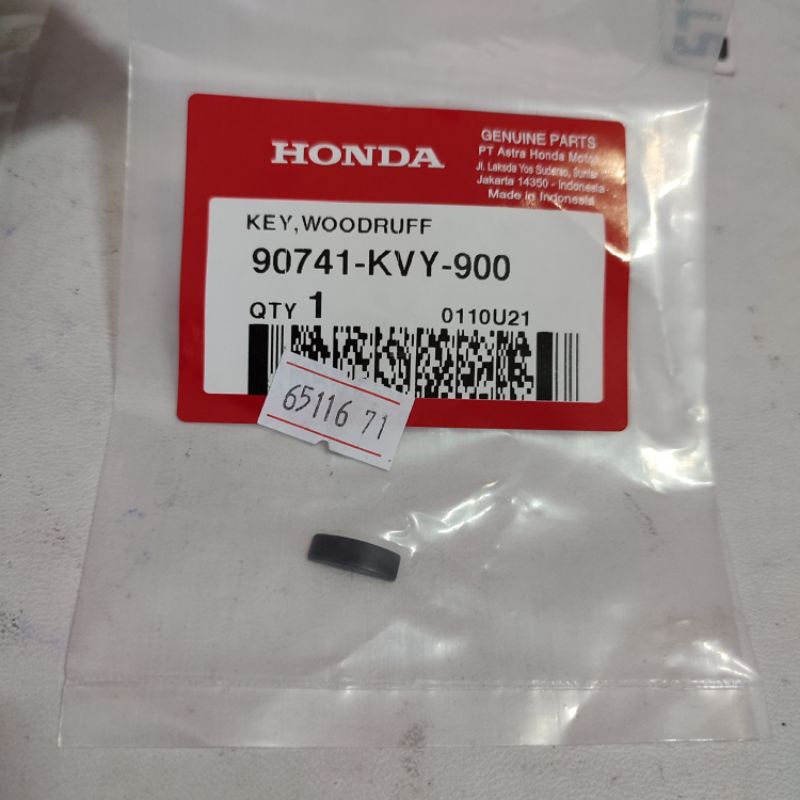 HONDA
GENUINE PARTS
PT Astra Honda Motor
Jl. Laksda Yos Sudarso, Sunter
Jakarta 14350 - Indonesia
Made in Indonesia
KEY,WOODRUFF
90741-KVY-900
QTY 1
0110U21
65116 71